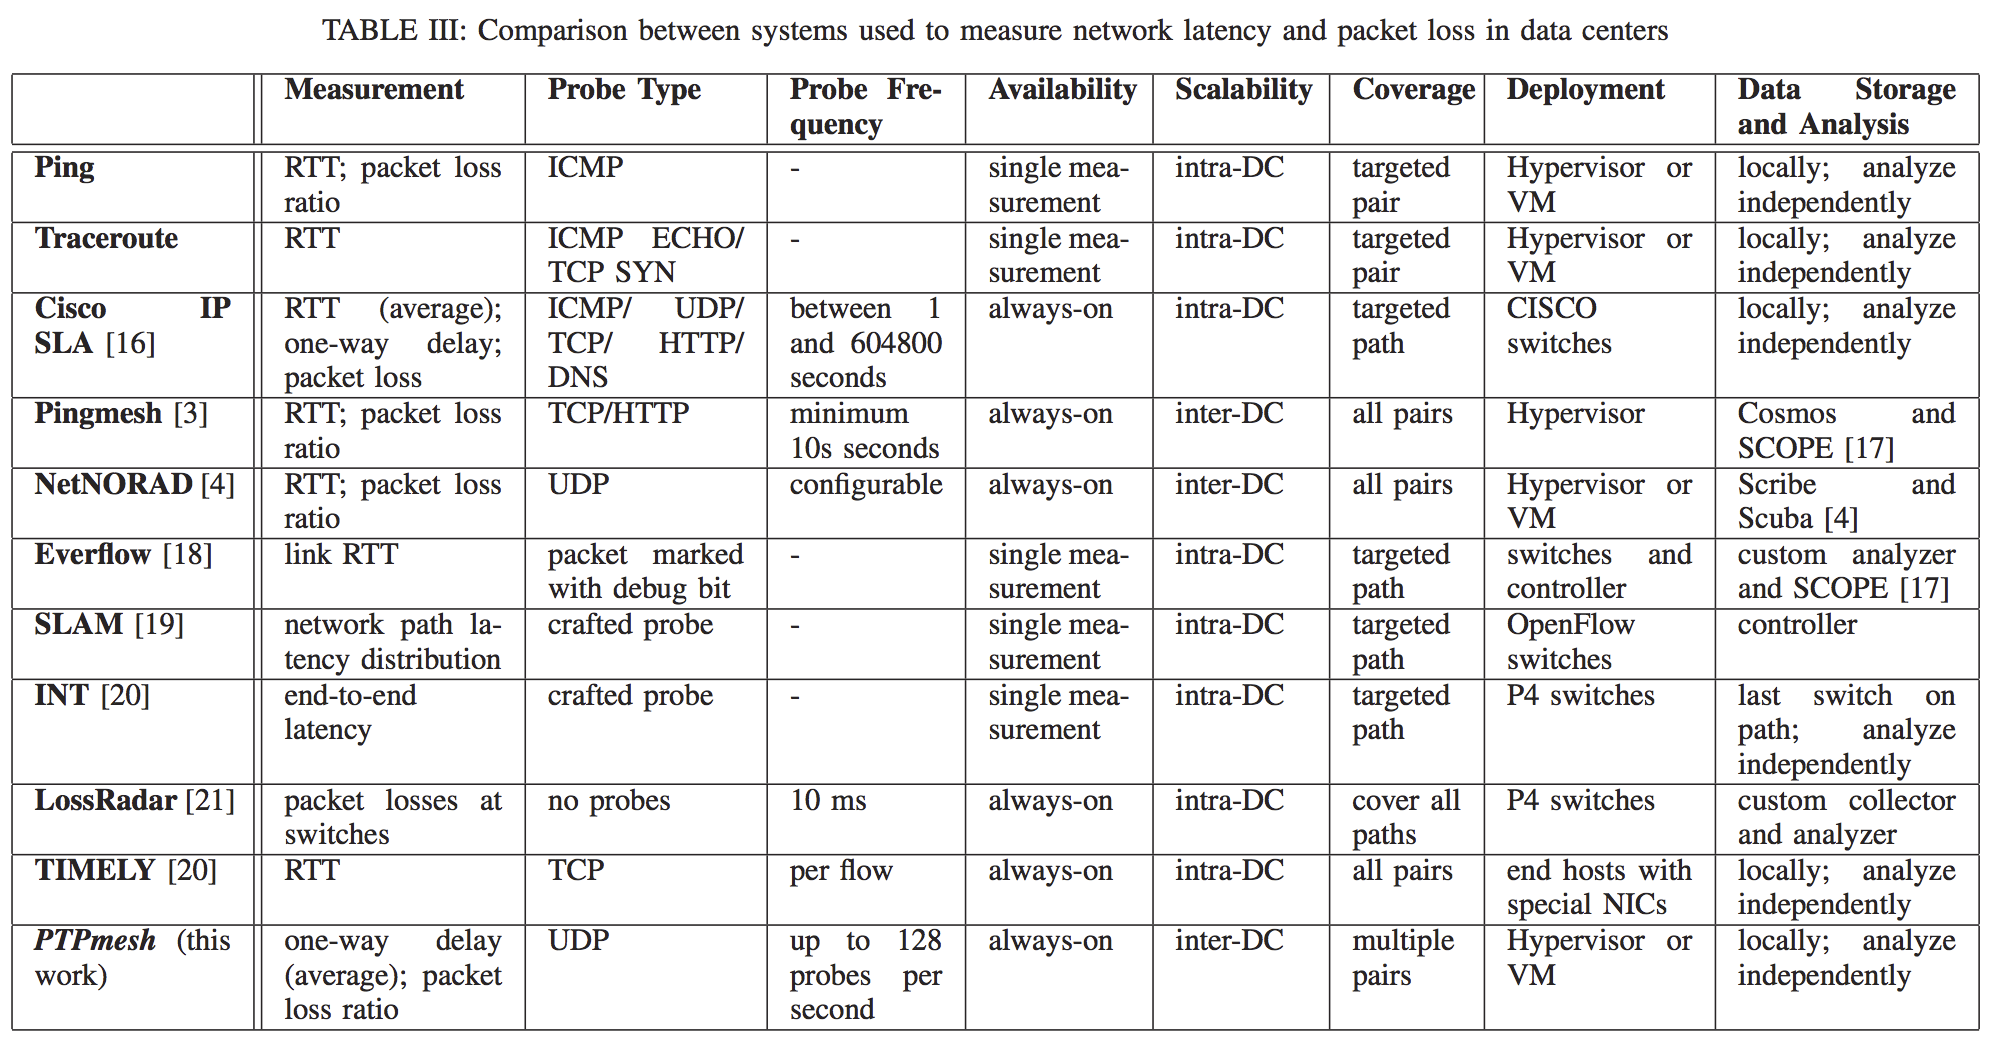 TABLE III: Comparison between systems used to measure network latency and packet loss in data centers
Measurement Probe Type Probe Fre- Availability Scalability Coverage Deployment Data Storage
quency and Analysis
Ping RTT; packet loss ICMP - single mea- intra-DC targeted Hypervisor or locally; analyze
ratio surement pair VM independently
Traceroute RTT ICMP ECHO/ - single mea- intra-DC targeted Hypervisor or locally; analyze
TCP SYN surement pair VM independently
Cisco IP RTT (average); ICMP/ UDP/ between 1 always-on intra-DC targeted CISCO locally; analyze
SLA [16] one-way delay; TCP/ HTTP/ and 604800 path switches independently
packet loss DNS seconds
Pingmesh [3] RTT; packet loss TCP/HTTP minimum always-on inter-DC all pairs Hypervisor Cosmos and
ratio 10s seconds SCOPE [17]
NetNORAD [4] RTT; packet loss UDP configurable always-on inter-DC all pairs Hypervisor or Scribe and
ratio VM Scuba [4]
Everflow [18] link RTT packet marked - single mea- intra-DC targeted switches and custom analyzer
with debug bit surement path controller and SCOPE [17]
SLAM [19] network path la- crafted probe - single mea- intra-DC targeted OpenFlow controller
tency distribution surement path switches
INT [20] end-to-end crafted probe - single mea- intra-DC targeted P4 switches last switch on
latency surement path path; analyze
independently
LossRadar [21] packet losses at no probes 10 ms always-on intra-DC cover all P4 switches custom collector
switches paths and analyzer
TIMELY [20] RTT TCP per flow always-on intra-DC all pairs end hosts with locally; analyze
special NICs independently
PTPmesh (this one-way delay UDP up to 128 always-on inter-DC multiple Hypervisor or locally; analyze
work) (average); packet probes per pairs VM independently
loss ratio second